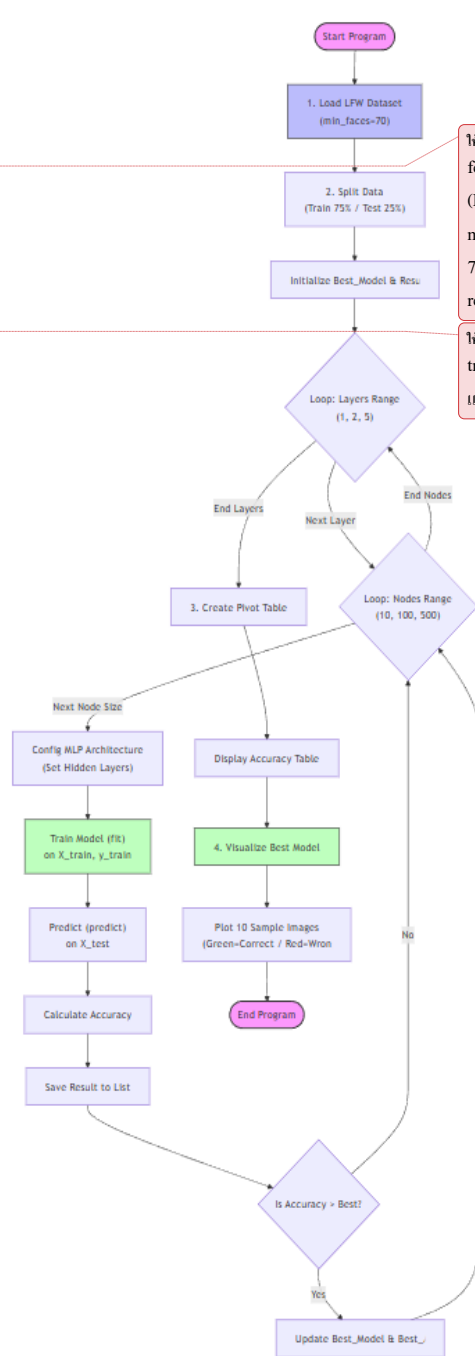 Start Program
1. Load LFW Dataset
(min_faces=70)
2. Split Data
(Train 75% / Test 25%)
Initialize Best_Model & Resu
Loop: Layers Range
(1, 2, 5)
End Layers
Next Layer
End Nodes
3. Create Pivot Table
Loop: Nodes Range
(10, 100, 500)
Next Node Size
Config MLP Architecture
(Set Hidden Layers)
Display Accuracy Table
Train Model (fit)
on X_train, y_train
4. Visualize Best Model
Predict (predict)
on X_test
Plot 10 Sample Images
(Green=Correct / Red=Wron
No
Calculate Accuracy
End Program
Save Result to List
Is Accuracy > Best?
Yes
Update Best_Model & Best_